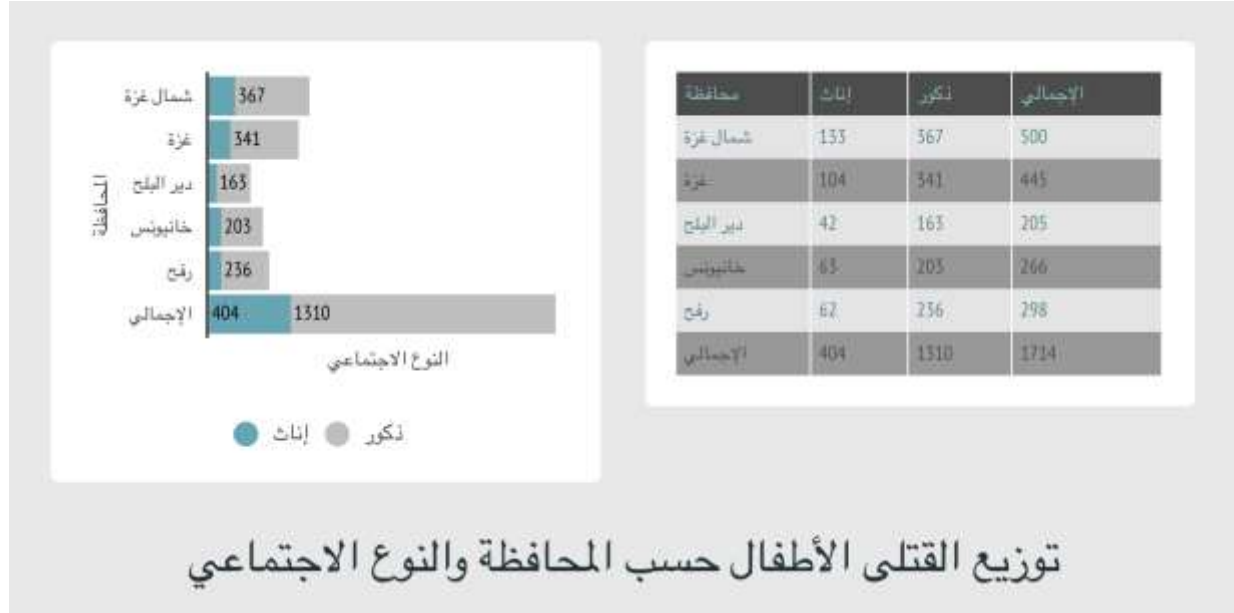 شمال غزة 367
غزة 341
دير البلح 163
خانيونس 203
رفح 236
الإجمالي 404 1310
المحافظة
النوع الاجتماعي
إناث ذكور
محافظة إناث ذكور الإجمالي
شمال غزة 133 367 500
غزة 104 341 445
دير البلح 42 163 205
خانيونس 63 203 266
رفح 62 236 298
الإجمالي 404 1310 1714
توزيع القتلى الأطفال حسب المحافظة والنوع الاجتماعي